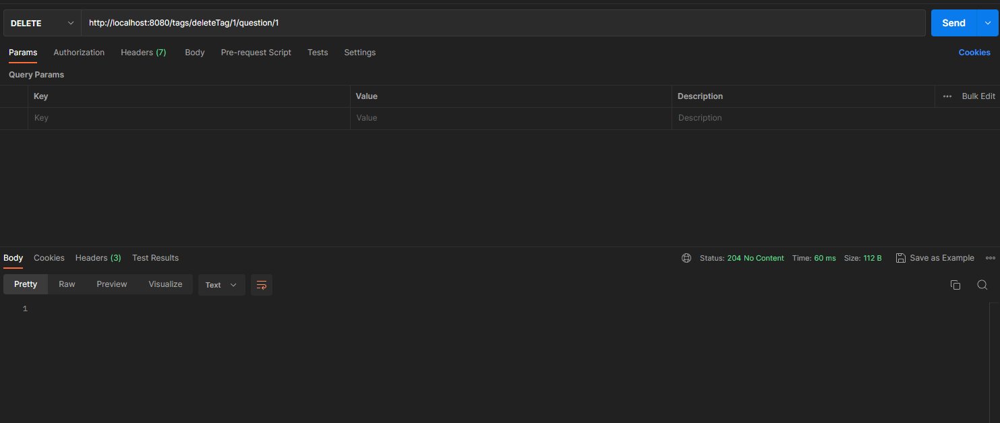 DELETE http://localhost:8080/tags/deleteTag/1/question/1 Send
Params Authorization Headers (7) Body Pre-request Script Tests Settings Cookies
Query Params
Key Value Description Bulk Edit
Key Value Description
Body Cookies Headers (3) Test Results Status: 204 No Content Time: 60 ms Size: 112 B Save as Example
Pretty Raw Preview Visualize Text
1